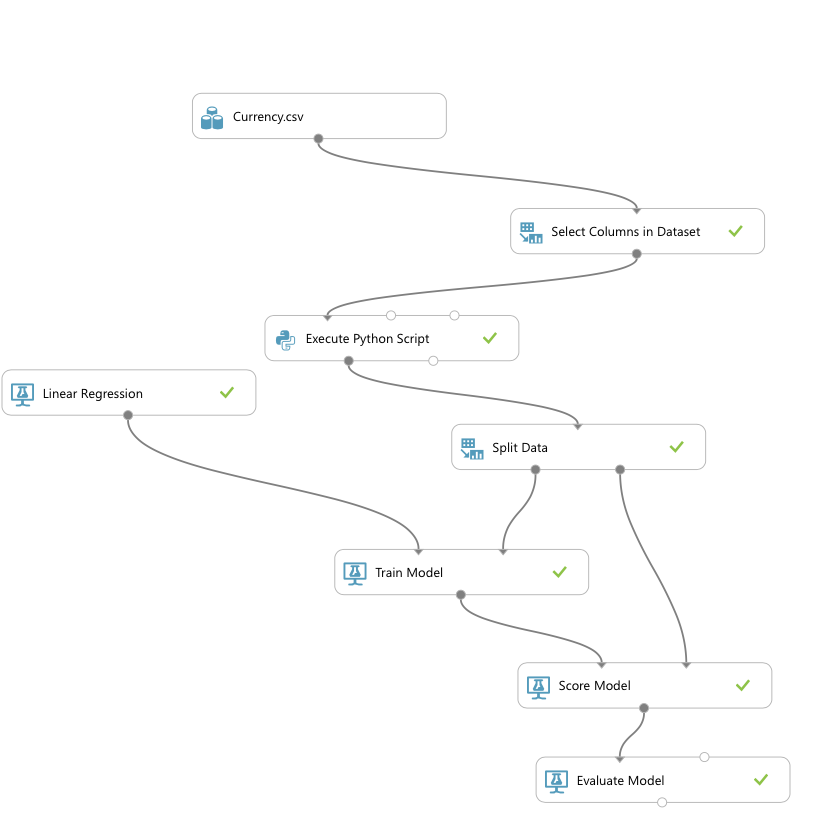 Currency.csv
Select Columns in Dataset
Execute Python Script
Linear Regression
Split Data
Train Model
Score Model
Evaluate Model